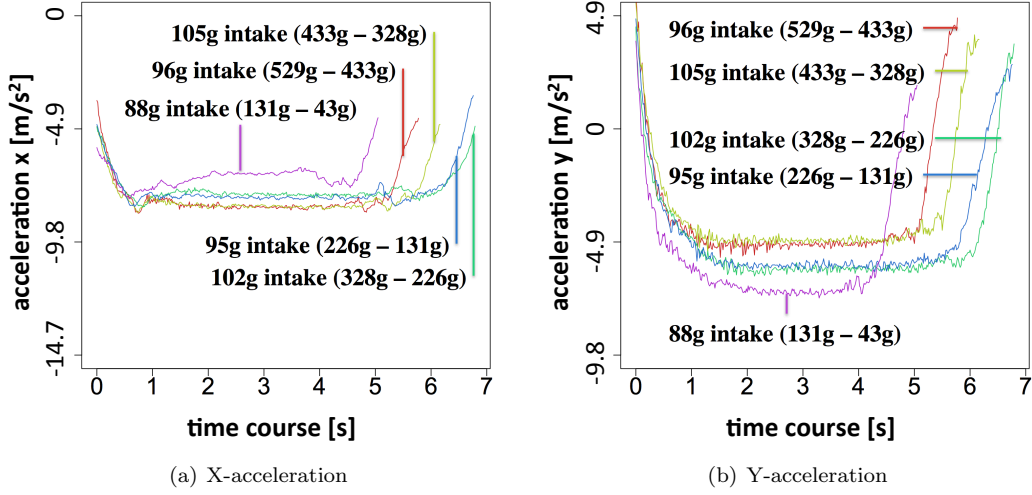 0
-4.9
-9.8
-14.7
acceleration x [m/s²]
105g intake (433g – 328g)
96g intake (529g – 433g)
88g intake (131g – 43g)
95g intake (226g – 131g)
102g intake (328g – 226g)
0 1 2 3 4 5 6 7
time course [s]
(a) X-acceleration
4.9
0
-4.9
-9.8
acceleration y [m/s²]
96g intake (529g – 433g)
105g intake (433g – 328g)
102g intake (328g – 226g)
95g intake (226g – 131g)
88g intake (131g – 43g)
0 1 2 3 4 5 6 7
time course [s]
(b) Y-acceleration